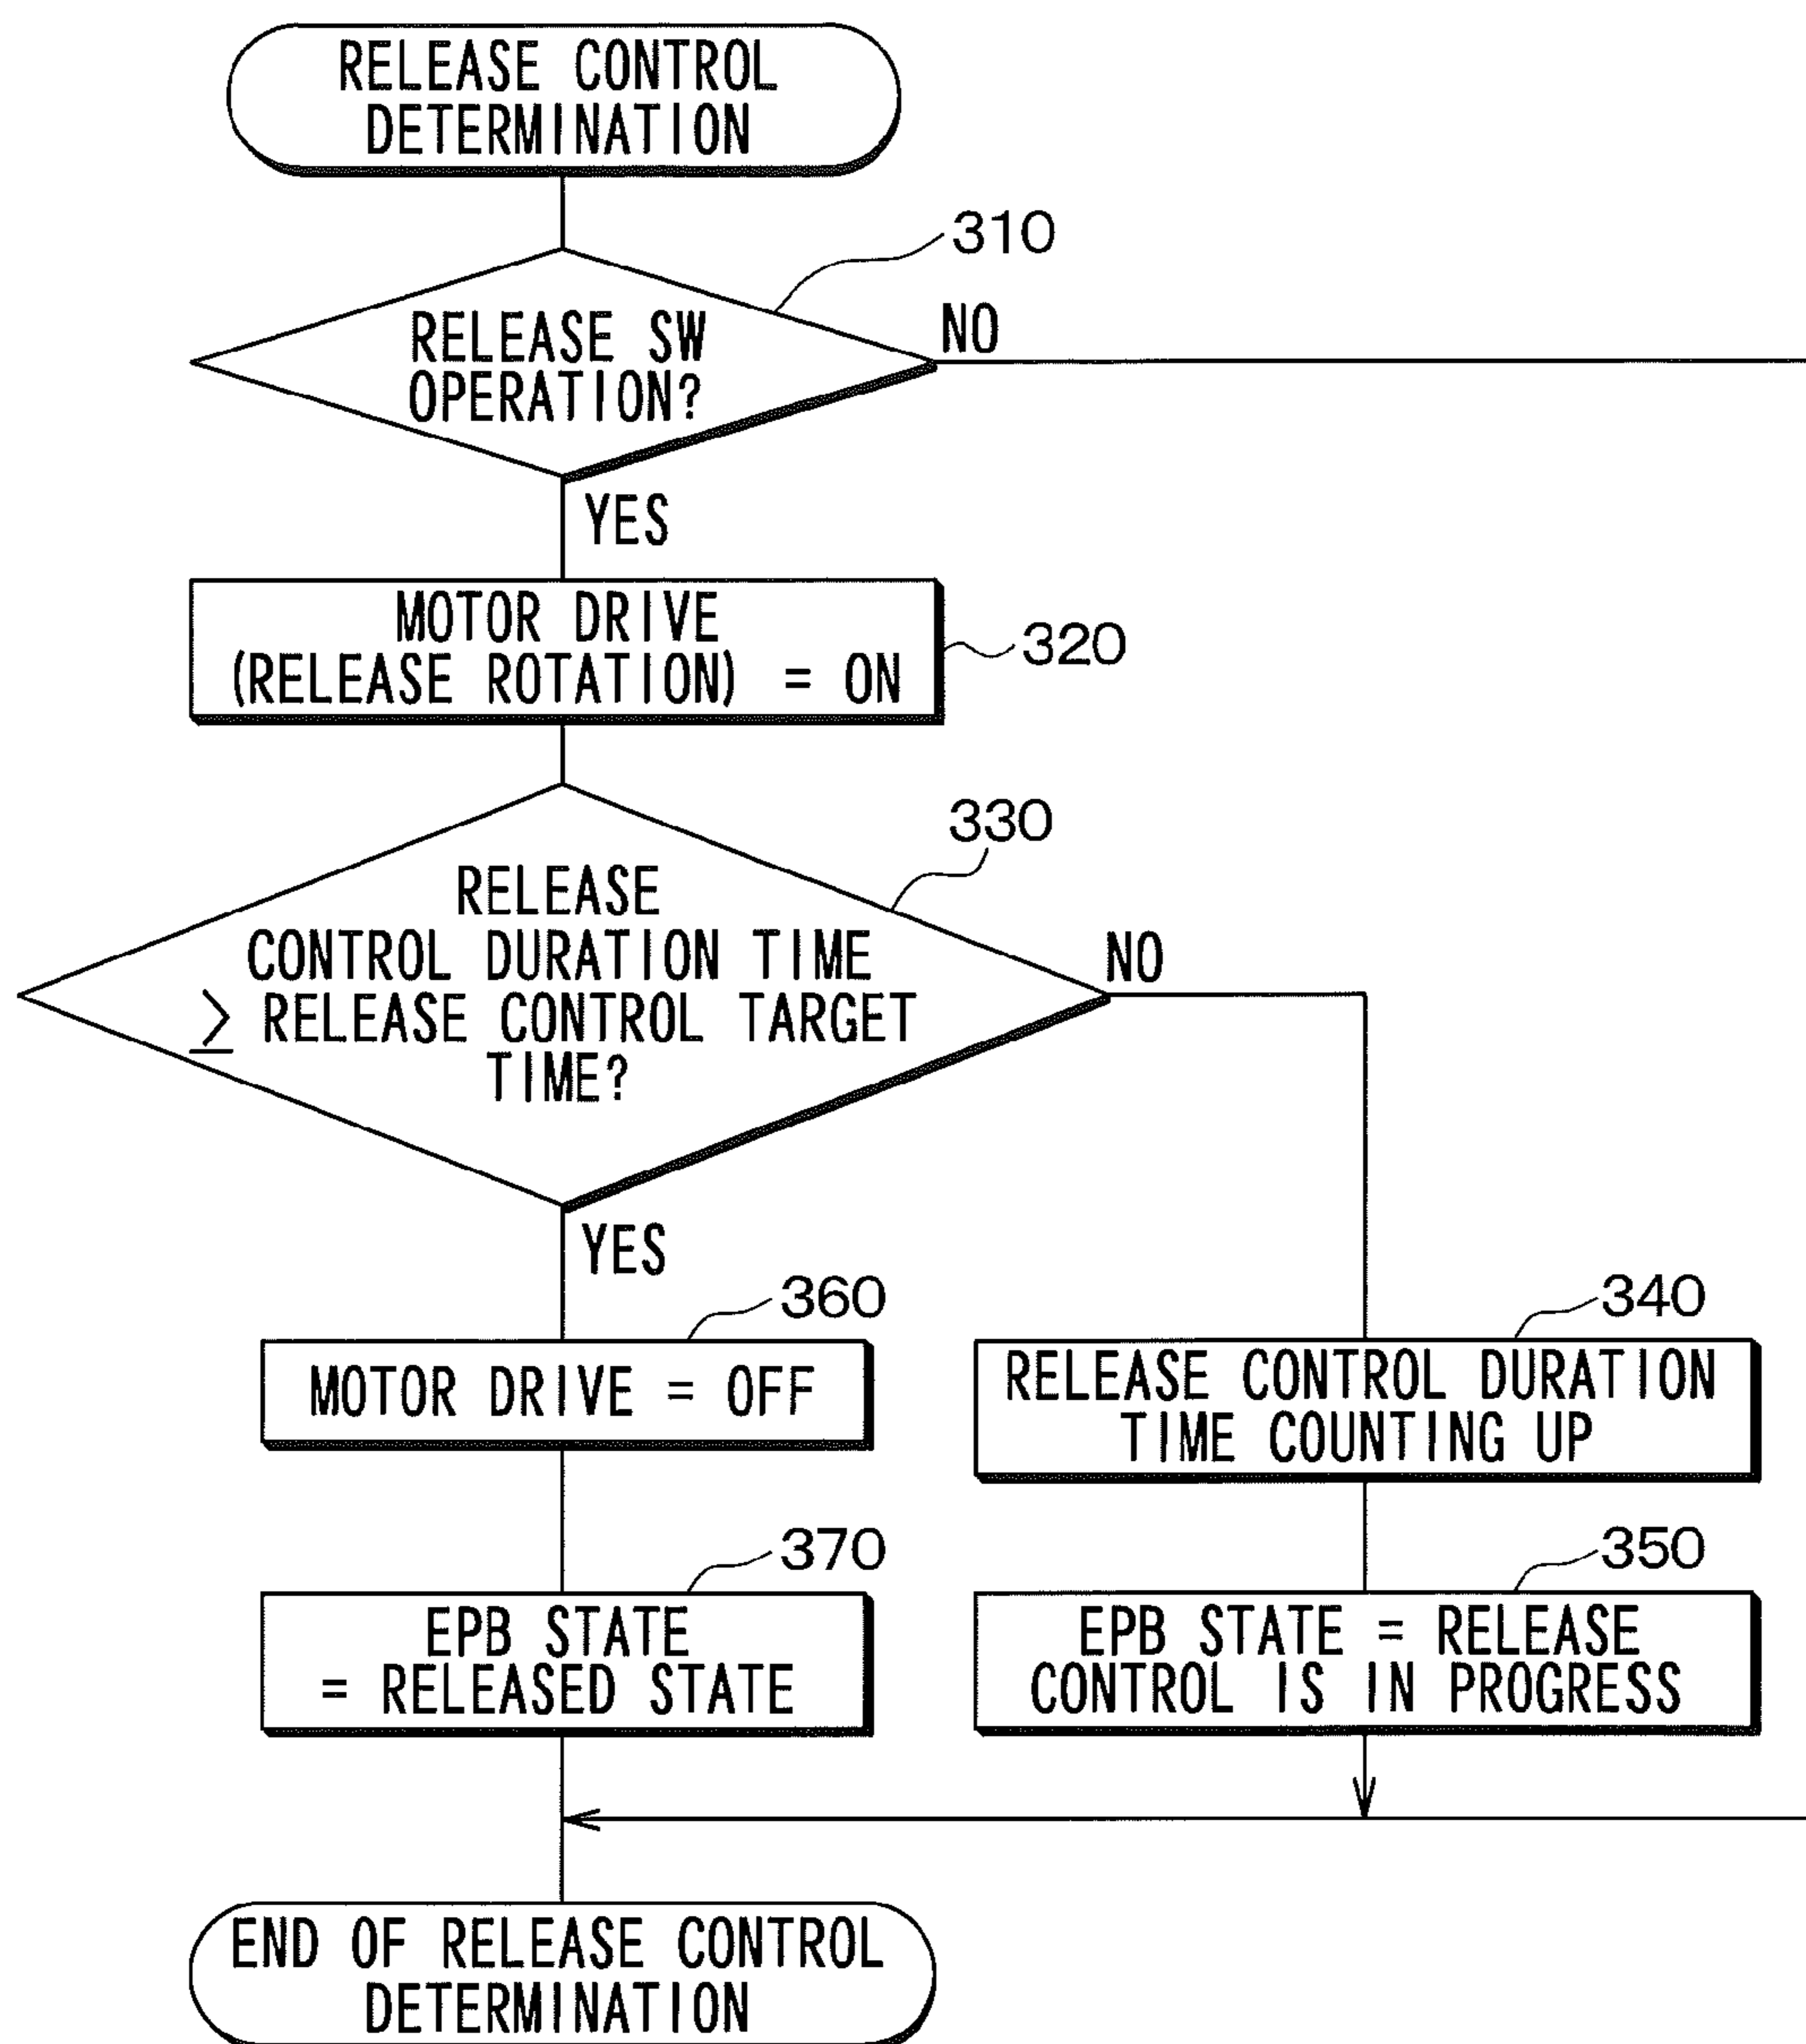 RELEASE CONTROL
DETERMINATION
310
RELEASE SW
OPERATION?
NO
YES
MOTOR DRIVE
(RELEASE ROTATION) = ON
320
330
RELEASE
CONTROL DURATION TIME
≧ RELEASE CONTROL TARGET
TIME?
NO
YES
360
MOTOR DRIVE = OFF
340
RELEASE CONTROL DURATION
TIME COUNTING UP
370
EPB STATE
= RELEASED STATE
350
EPB STATE = RELEASE
CONTROL IS IN PROGRESS
END OF RELEASE CONTROL
DETERMINATION